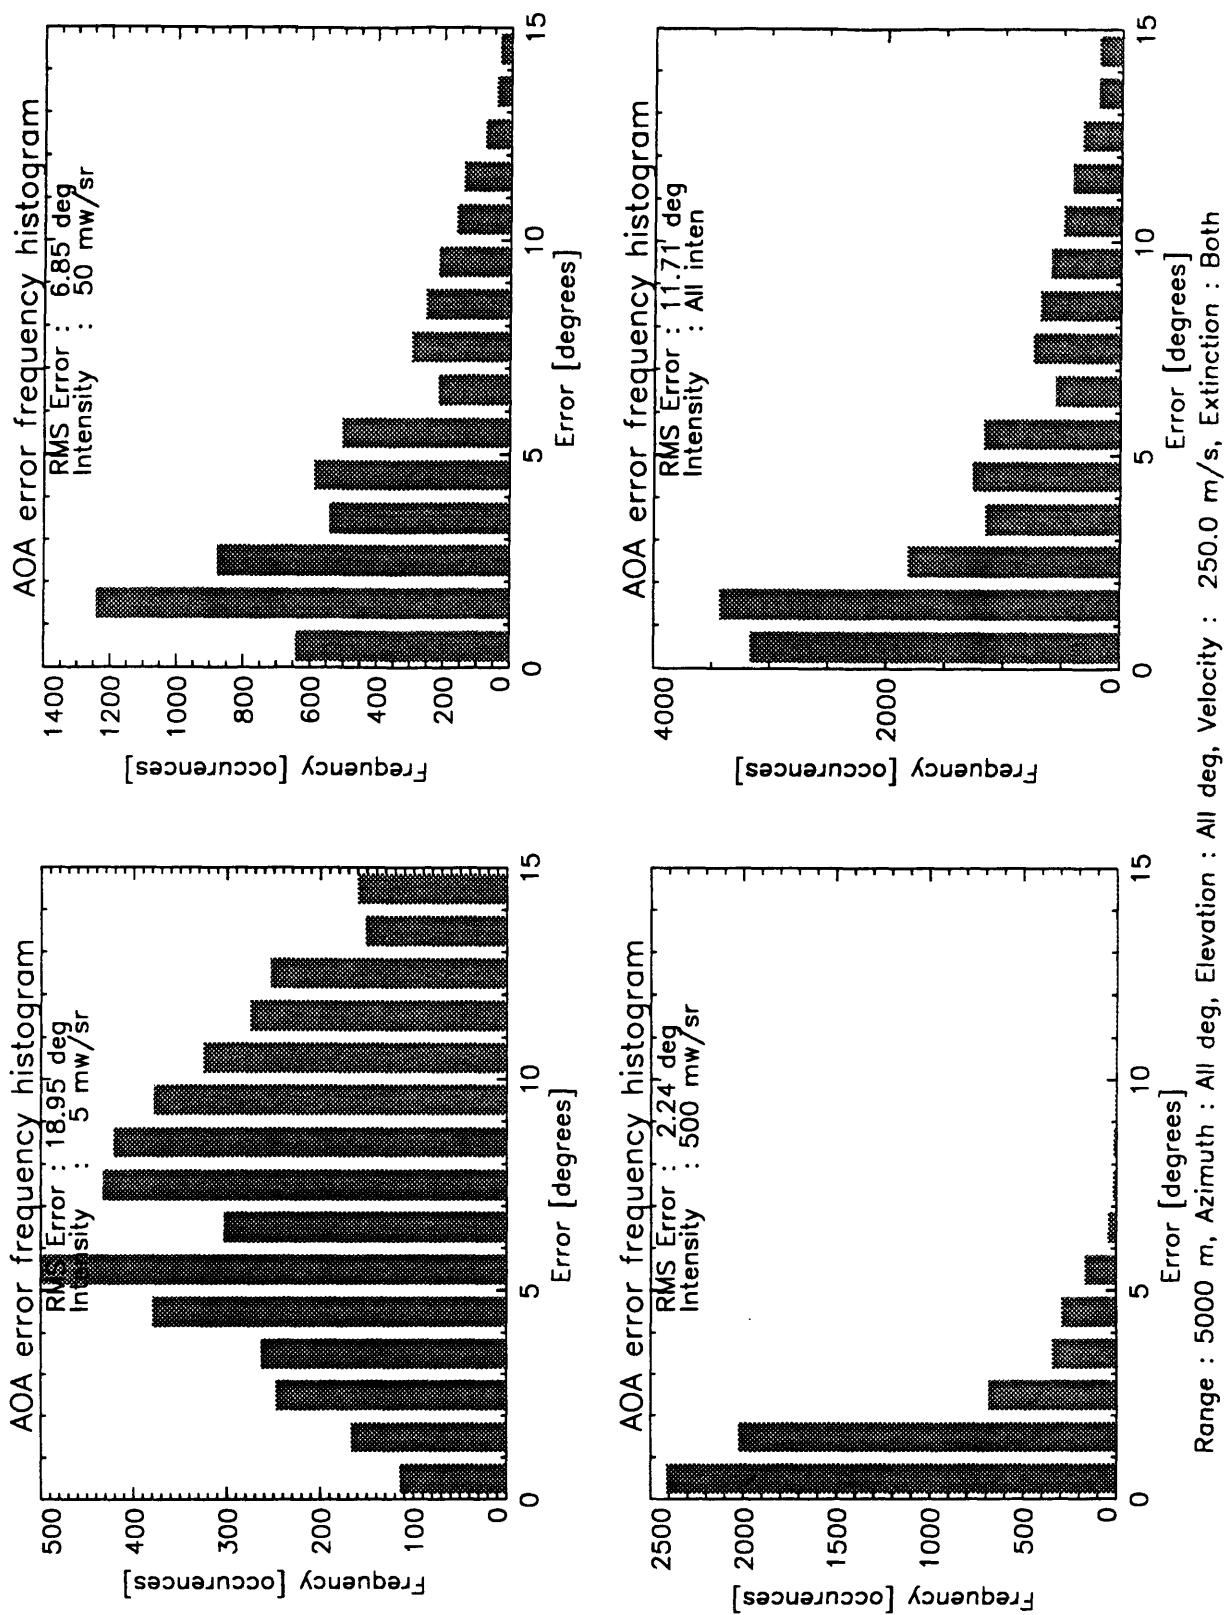 AOA error frequency histogram
RMS Error : 18.95 deg
Intensity : 5 mw/sr
Frequency [occurences]
500
400
300
200
100
0
0 5 10 15
Error [degrees]
AOA error frequency histogram
RMS Error : 6.85 deg
Intensity : 50 mw/sr
Frequency [occurences]
1400
1200
1000
800
600
400
200
0
0 5 10 15
Error [degrees]
AOA error frequency histogram
RMS Error : 2.24 deg
Intensity : 500 mw/sr
Frequency [occurences]
2500
2000
1500
1000
500
0
0 5 10 15
Error [degrees]
AOA error frequency histogram
RMS Error : 11.71 deg
Intensity : All inten
Frequency [occurences]
4000
2000
0
0 5 10 15
Error [degrees]
Range : 5000 m, Azimuth : All deg, Elevation : All deg, Velocity : 250.0 m/s, Extinction : Both